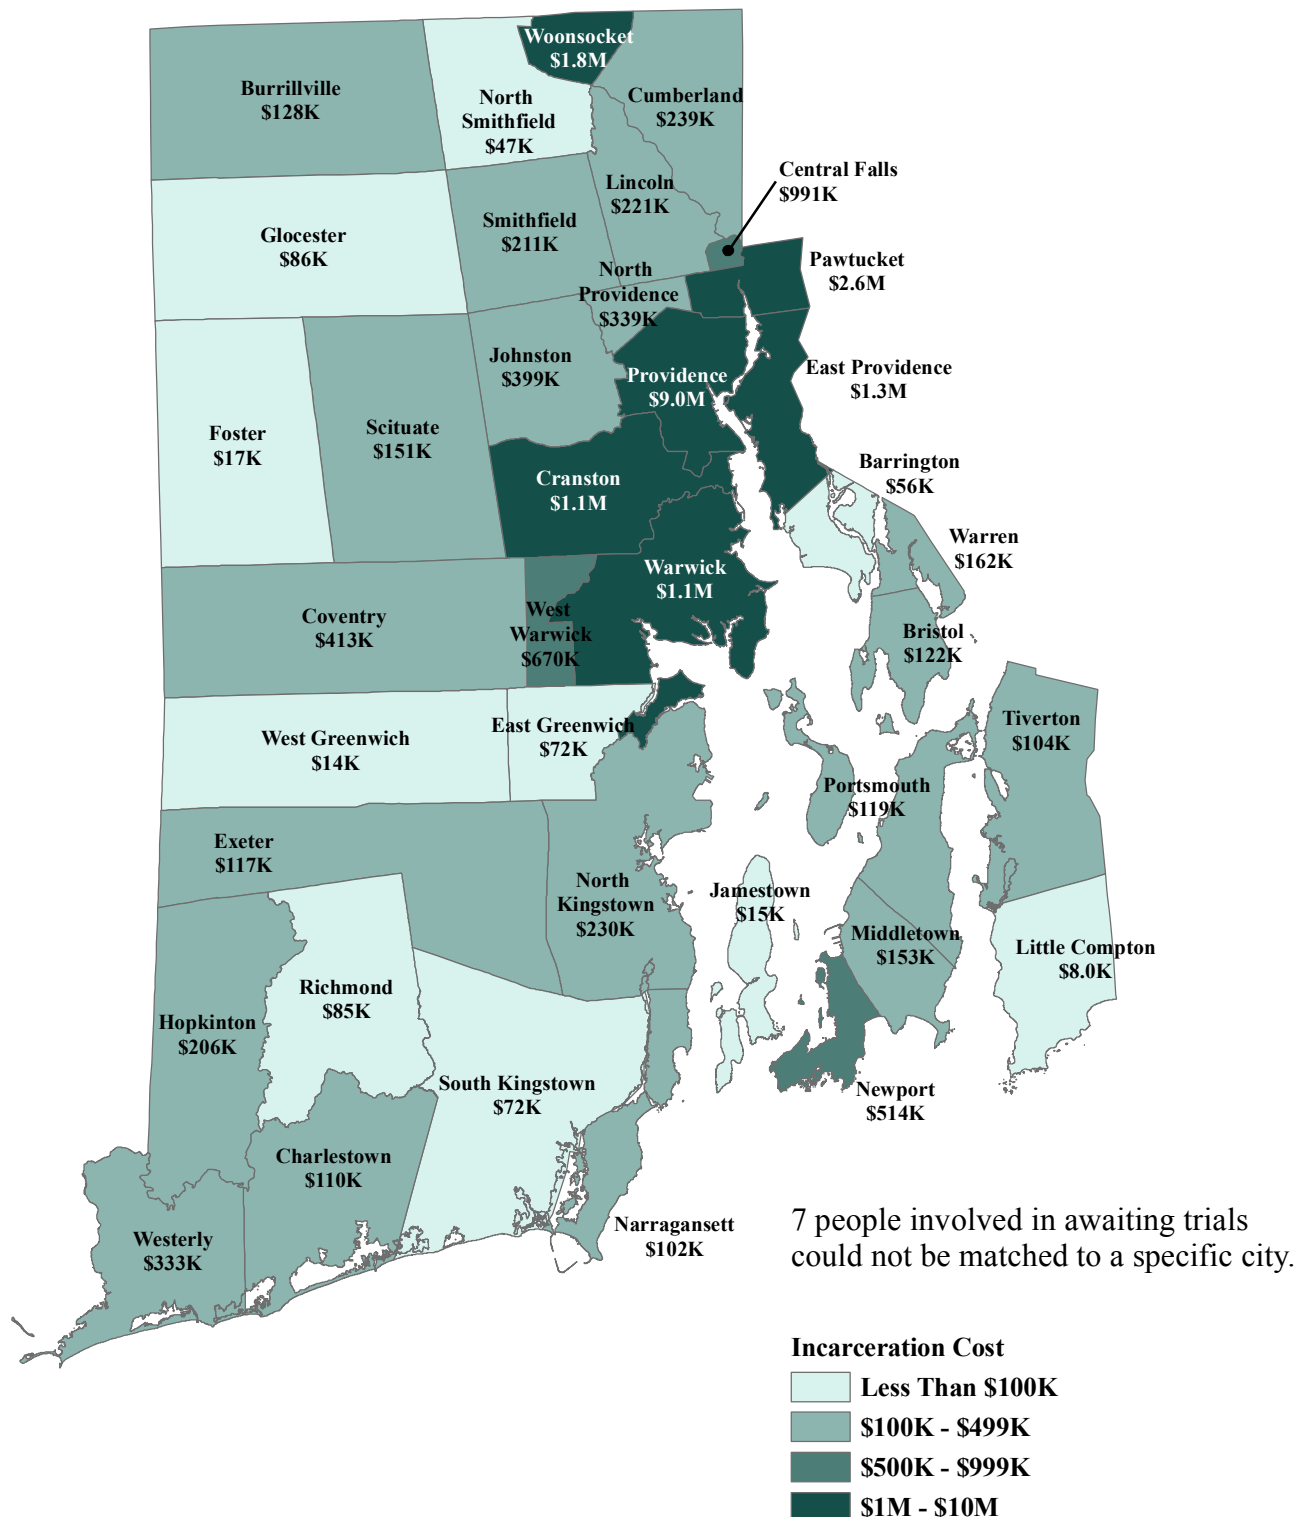 Woonsocket
$1.8M
Burrillville
$128K
North
Smithfield
$47K
Cumberland
$239K
Central Falls
$991K
Lincoln
$221K
Smithfield
$211K
Glocester
$86K
Pawtucket
$2.6M
North
Providence
$339K
Johnston
$399K
Providence
$9.0M
East Providence
$1.3M
Foster
$17K
Scituate
$151K
Cranston
$1.1M
Barrington
$56K
Warren
$162K
Warwick
$1.1M
Coventry
$413K
West
Warwick
$670K
Bristol
$122K
West Greenwich
$14K
East Greenwich
$72K
Tiverton
$104K
Portsmouth
$119K
Exeter
$117K
North
Kingstown
$230K
Jamestown
$15K
Middletown
$153K
Little Compton
$8.0K
Richmond
$85K
Hopkinton
$206K
South Kingstown
$72K
Newport
$514K
Charlestown
$110K
Westerly
$333K
Narragansett
$102K
7 people involved in awaiting trials
could not be matched to a specific city.
Incarceration Cost
Less Than $100K
$100K - $499K
$500K - $999K
$1M - $10M